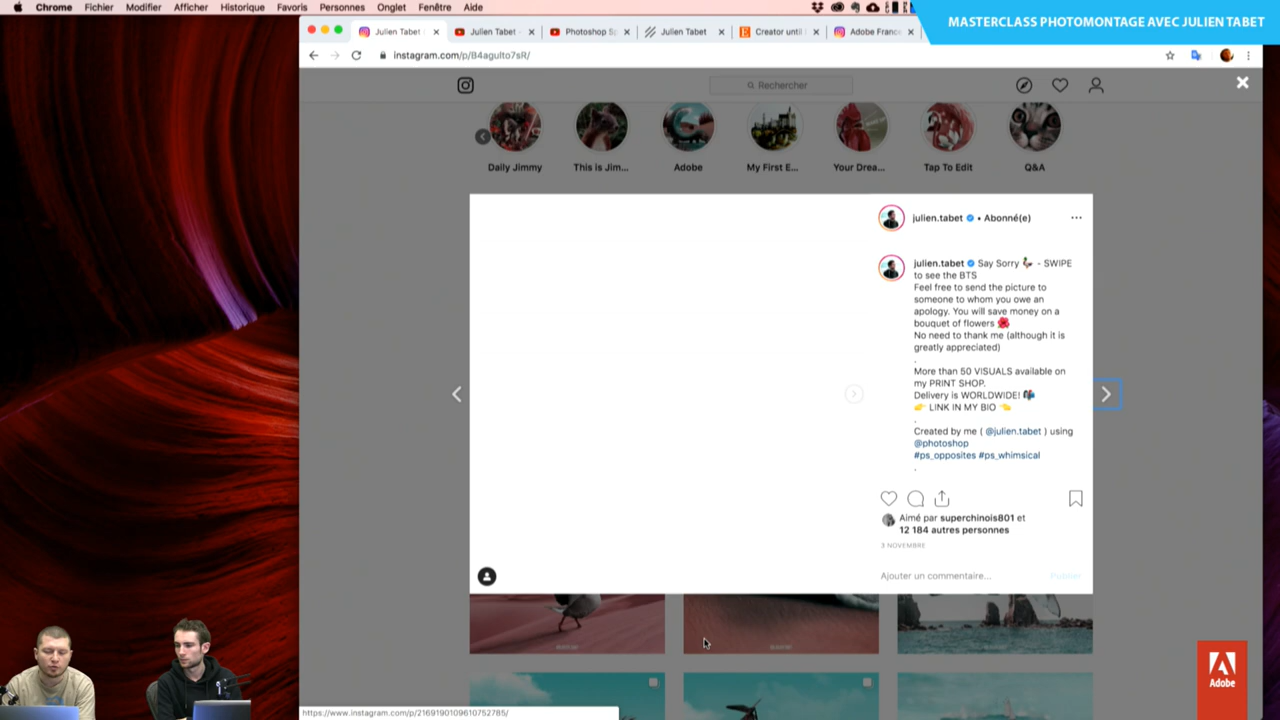 Chrome Fichier Modifier Afficher Historique Favoris Personnes Onglet Fenêtre Aide
MASTERCLASS PHOTOMONTAGE AVEC JULIEN TABET
Julien Tabet
Julien Tabet
Photoshop
Julien Tabet
Creator until
Adobe Franc
instagram.com/p/B4agulto7sR/
Rechercher
Daily Jimmy
This is Jim...
Adobe
My First E...
Your Drea...
Tap To Edit
Q&A
julien.tabet • Abonné(e)
julien.tabet Say Sorry 🦆 - SWIPE
to see the BTS
Feel free to send the picture to
someone to whom you owe an
apology. You will save money on a
bouquet of flowers 🌺
No need to thank me (although it is
greatly appreciated)
.
More than 50 VISUALS available on
my PRINT SHOP.
Delivery is WORLDWIDE! 📬
👉 LINK IN MY BIO 👈
.
Created by me ( @julien.tabet ) using
@photoshop
#ps_opposites #ps_whimsical
.
Aimé par superchinois801 et
12 184 autres personnes
3 NOVEMBRE
Ajouter un commentaire...
Publier
Adobe
https://www.instagram.com/p/2169190109610752785/